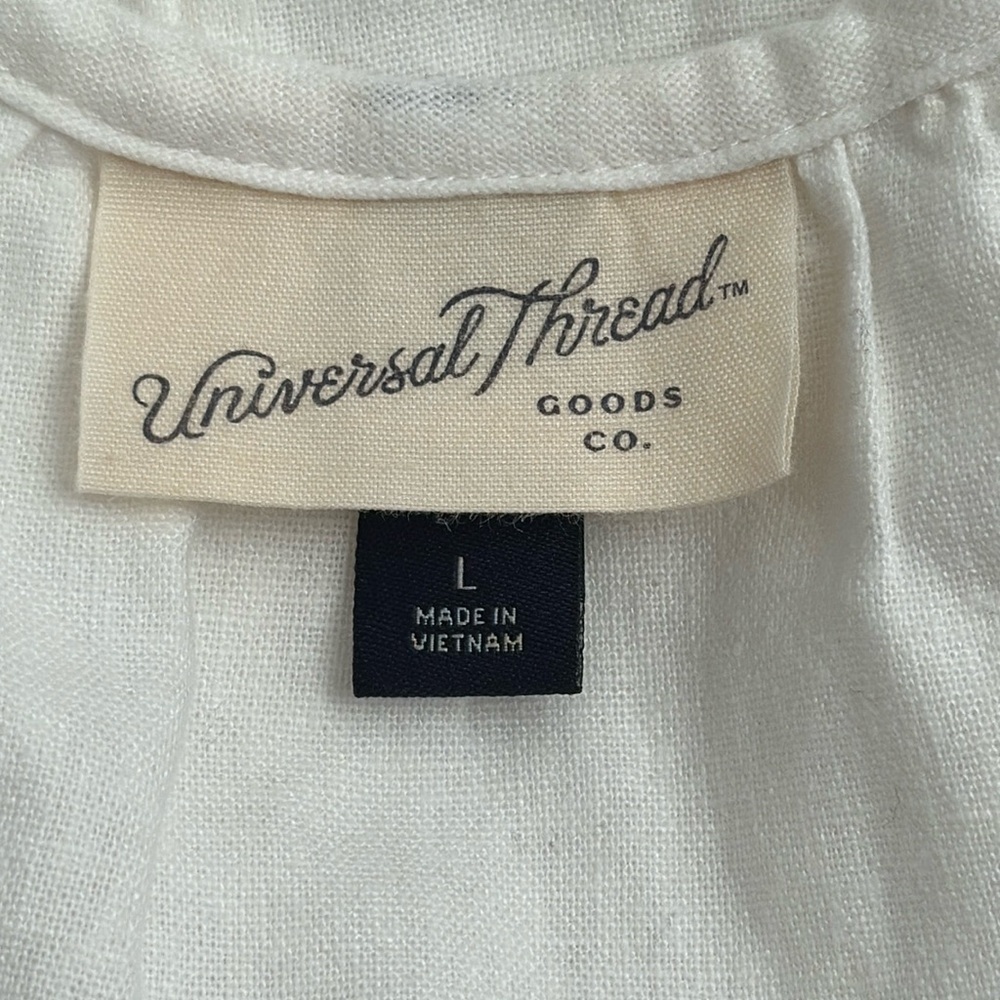 Universal Thread™
GOODS
CO.
L
MADE IN
VIETNAM